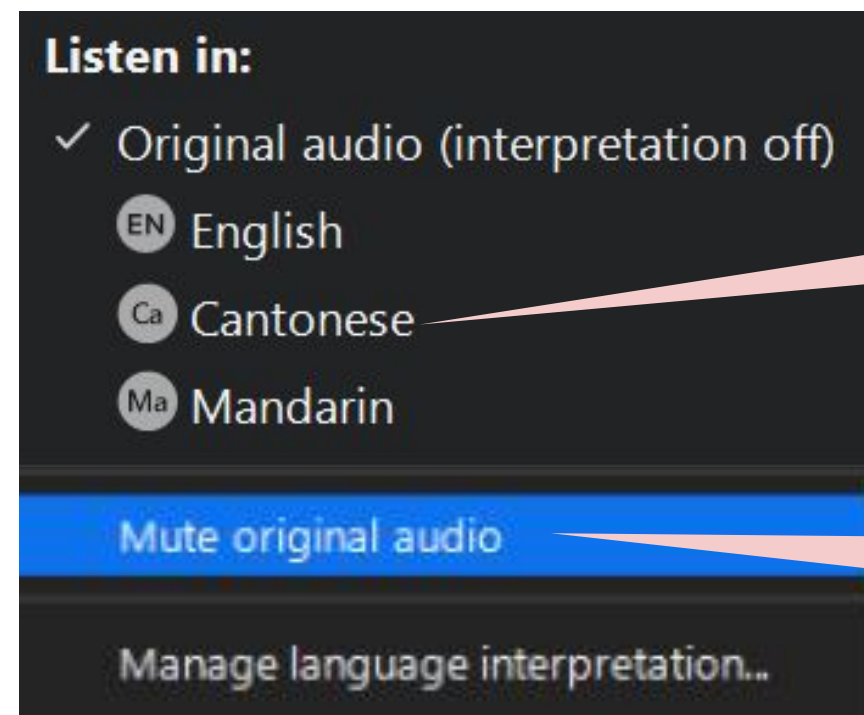 Listen in:
✓ Original audio (interpretation off)
EN English
Ca Cantonese
Ma Mandarin
Mute original audio
Manage language interpretation...